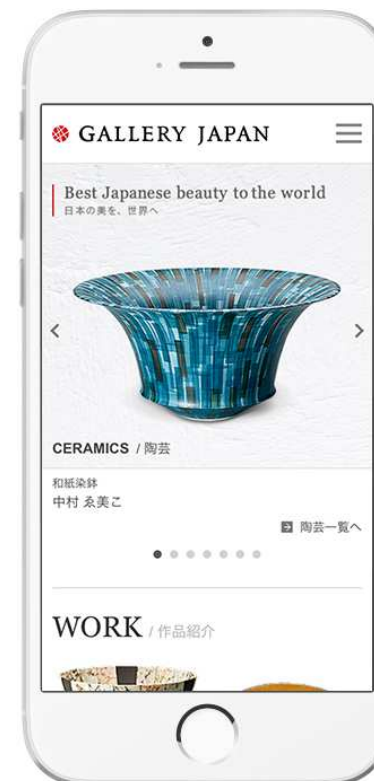 GALLERY JAPAN
Best Japanese beauty to the world
日本の美を、世界へ
CERAMICS / 陶芸
和紙染鉢
中村 ゑ美こ
陶芸一覧へ
WORK / 作品紹介